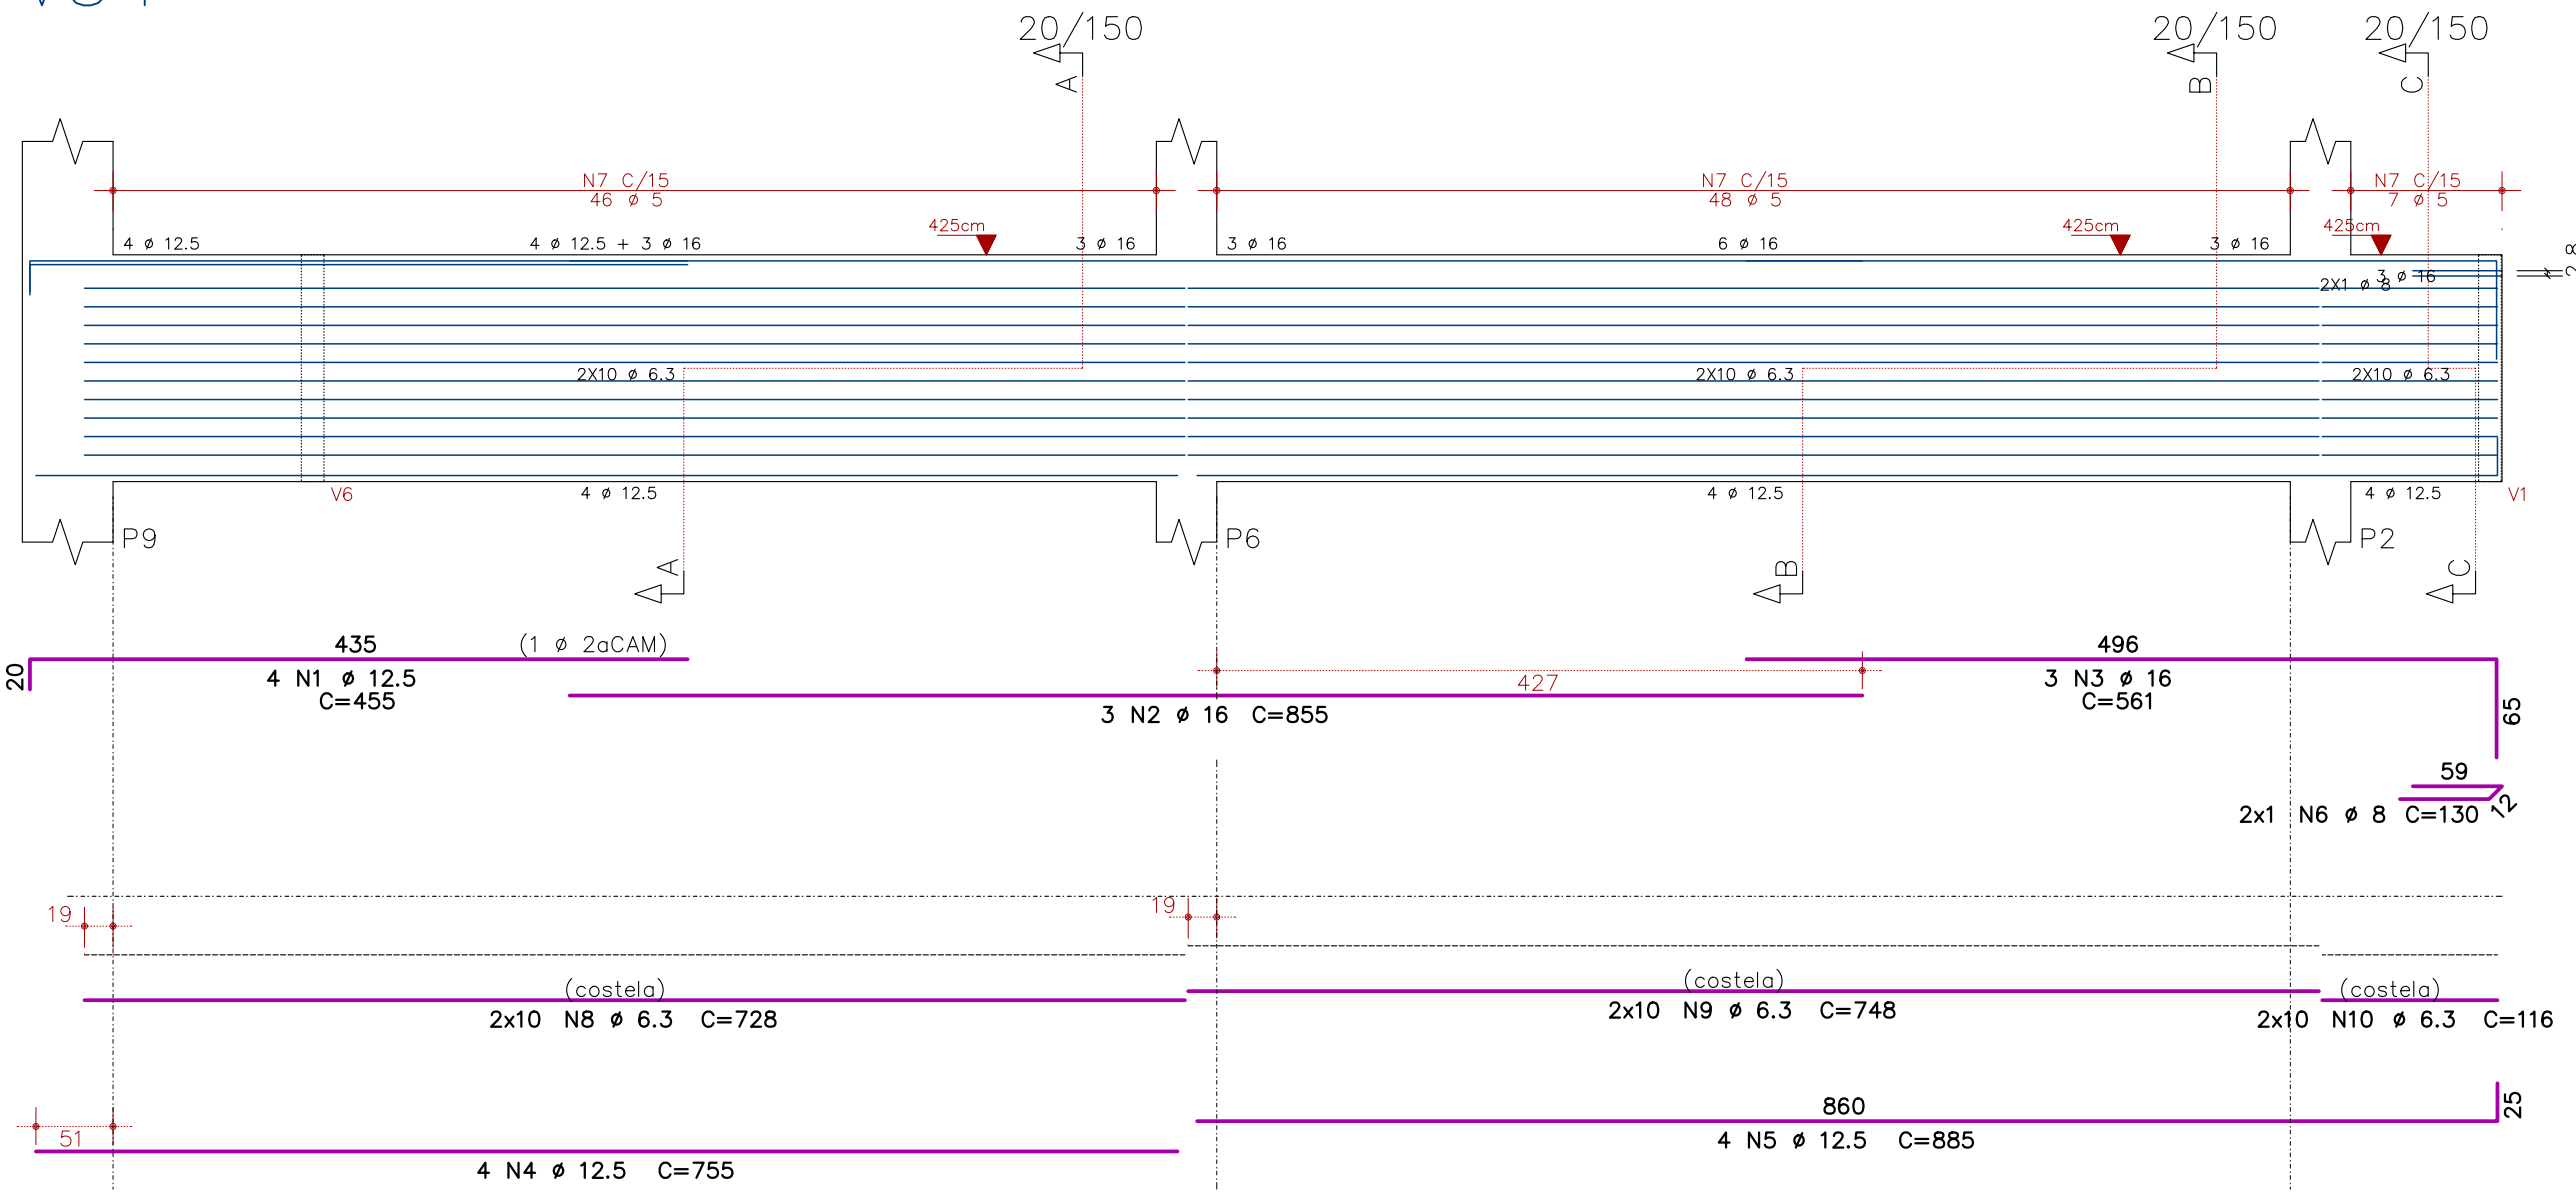 20/150
20/150
20/150
A
B
C
N7 C/15
46 ø 5
N7 C/15
48 ø 5
N7 C/15
7 ø 5
425cm
425cm
425cm
4 ø 12.5
4 ø 12.5 + 3 ø 16
3 ø 16
3 ø 16
6 ø 16
3 ø 16
3 ø 16
2X1 ø 8
2X10 ø 6.3
2X10 ø 6.3
2X10 ø 6.3
V6
4 ø 12.5
4 ø 12.5
4 ø 12.5
V1
P9
P6
P2
A
B
C
435
(1 ø 2aCAM)
20
4 N1 ø 12.5
C=455
427
3 N2 ø 16 C=855
496
3 N3 ø 16
C=561
65
59
2x1 N6 ø 8 C=130
12
19
19
(costela)
2x10 N8 ø 6.3 C=728
(costela)
2x10 N9 ø 6.3 C=748
(costela)
2x10 N10 ø 6.3 C=116
860
25
4 N5 ø 12.5 C=885
51
4 N4 ø 12.5 C=755